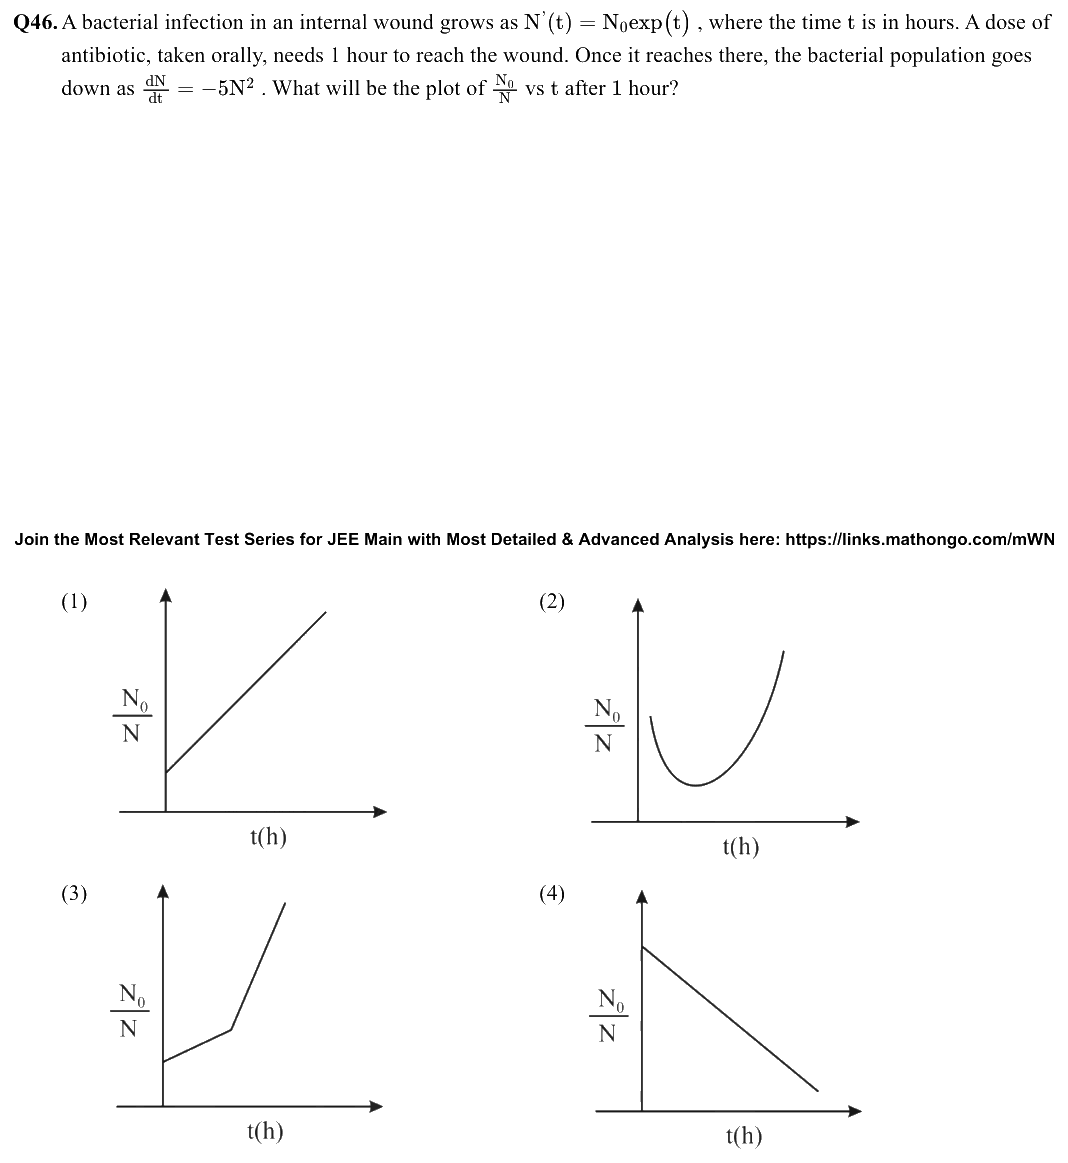 Q46. A bacterial infection in an internal wound grows as N'(t) = N₀exp(t) , where the time t is in hours. A dose of
antibiotic, taken orally, needs 1 hour to reach the wound. Once it reaches there, the bacterial population goes
down as dN/dt = −5N² . What will be the plot of N₀/N vs t after 1 hour?
Join the Most Relevant Test Series for JEE Main with Most Detailed & Advanced Analysis here: https://links.mathongo.com/mWN
(1)
N₀/N
t(h)
(2)
N₀/N
t(h)
(3)
N₀/N
t(h)
(4)
N₀/N
t(h)